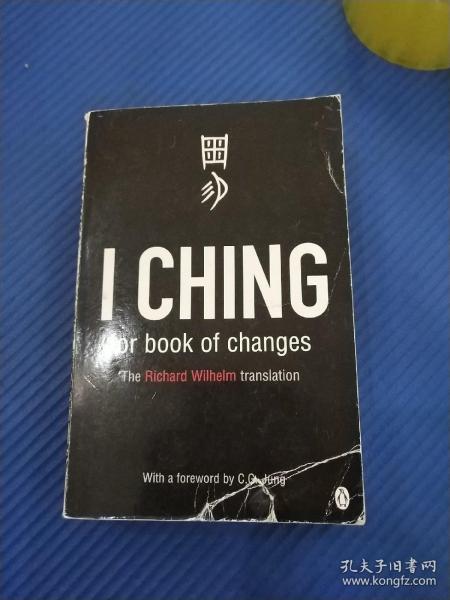 周易
I CHING
or book of changes
The Richard Wilhelm translation
With a foreword by C.G. Jung
孔夫子旧书网
www.kongfz.com